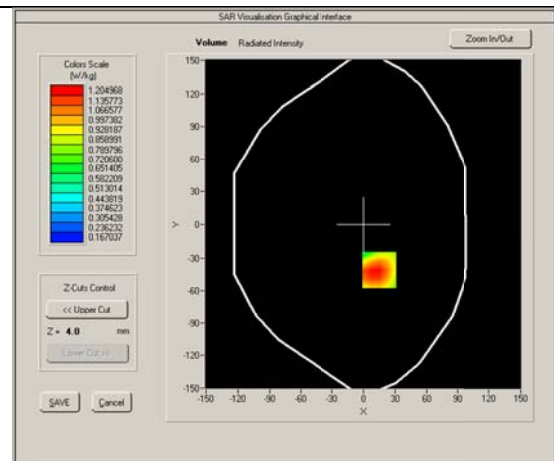 SAR Visualisation Graphical Interface
Volume Radiated Intensity
Zoom In/Out
Colors Scale
(W/kg)
1.204968
1.135773
1.066577
0.997382
0.928187
0.858991
0.789796
0.720600
0.651405
0.582209
0.513014
0.443819
0.374623
0.305428
0.236232
0.167037
Z-Cuts Control
<< Upper Cut
Z = 4.0 mm
Lower Cut >>
SAVE Cancel
150
120
90
60
30
0
-30
-60
-90
-120
-150
Y
-150 -120 -90 -60 -30 0 30 60 90 120 150
X